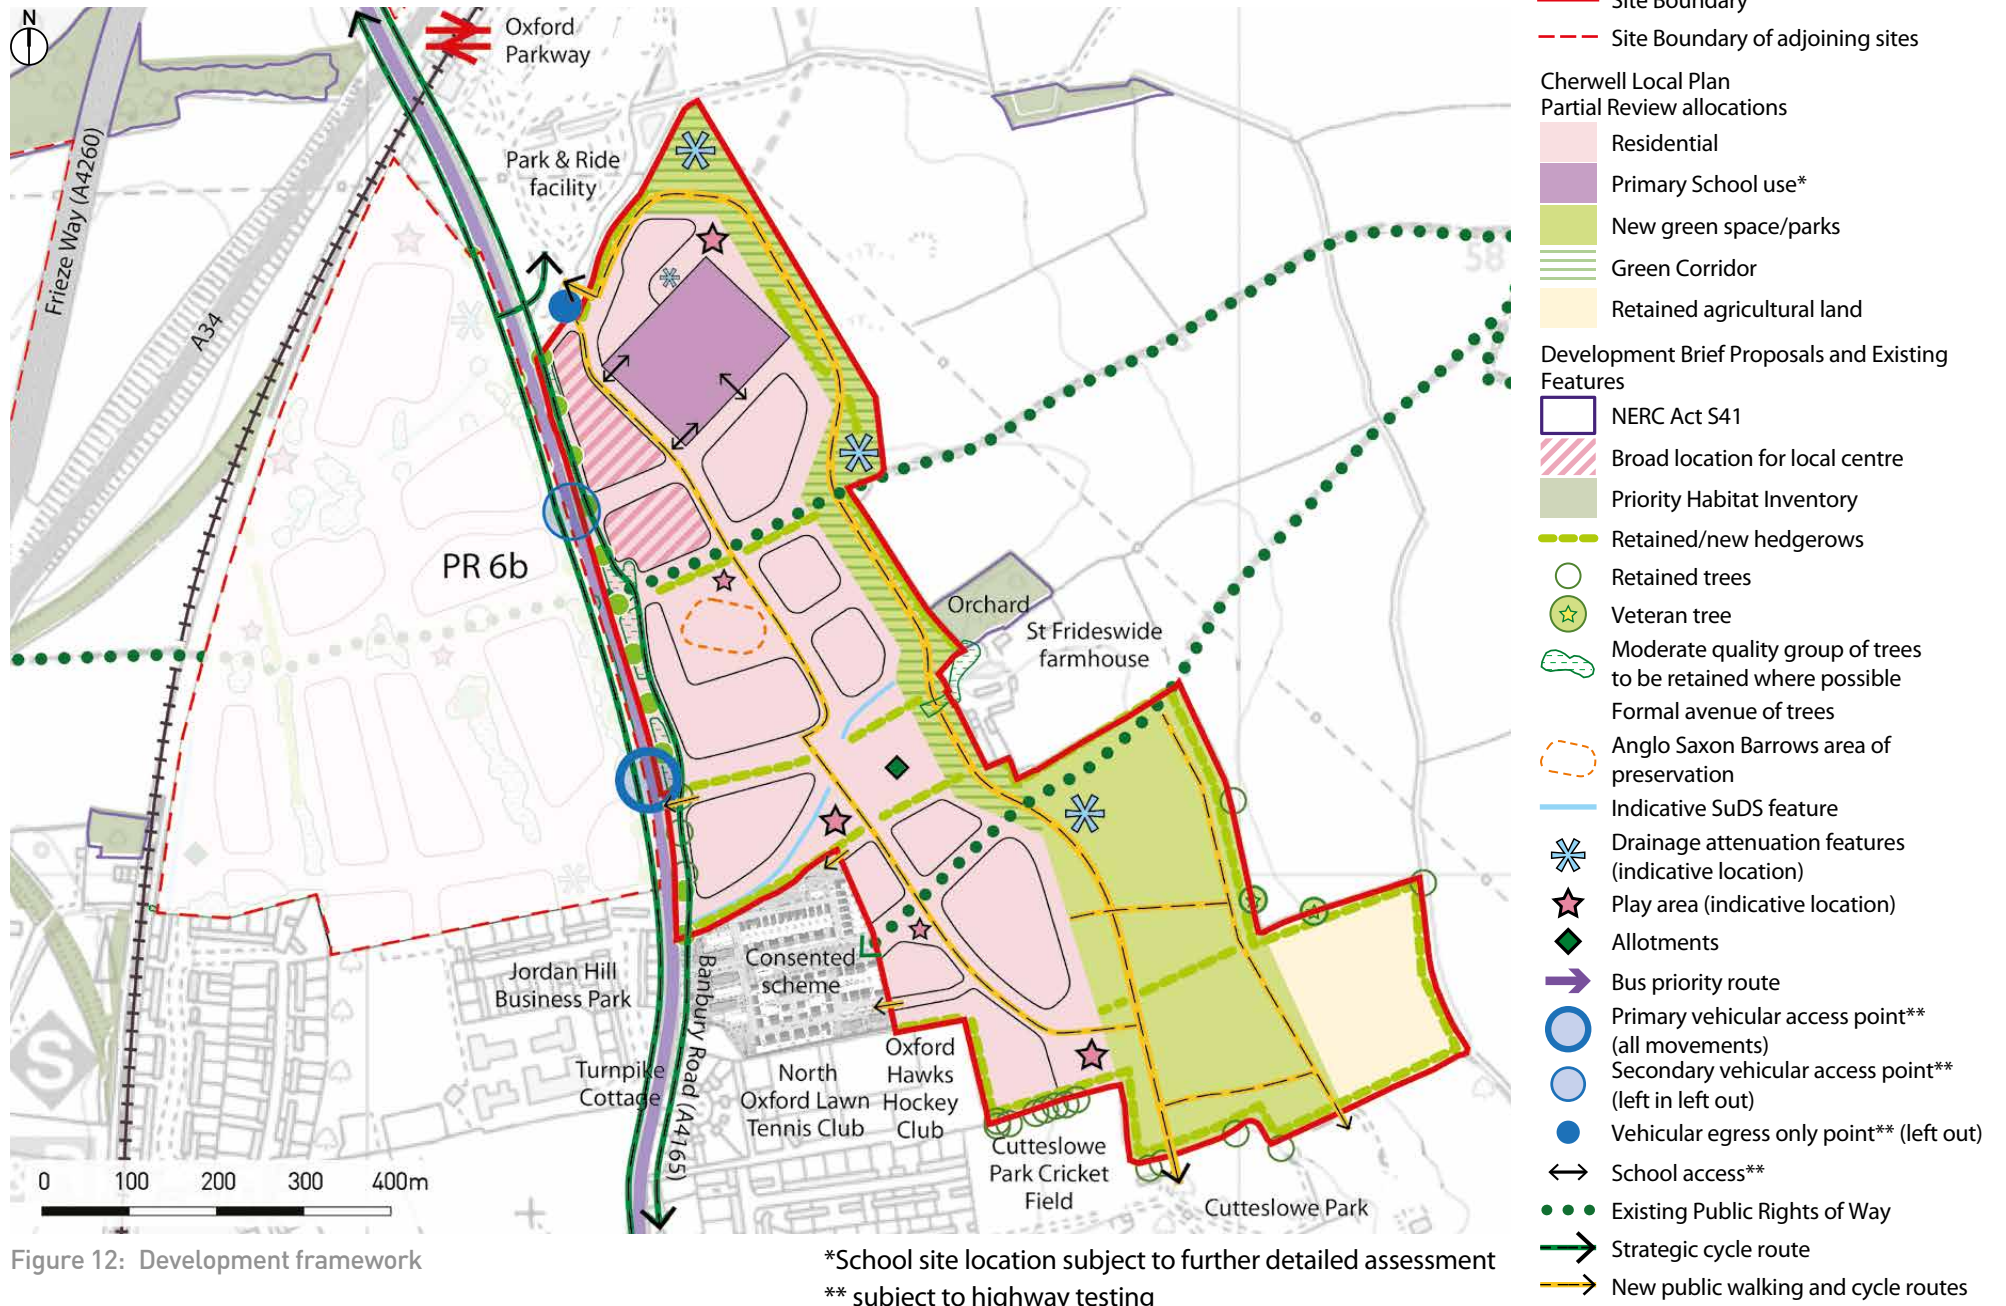 N
Oxford
Parkway
Frieze Way (A4260)
A34
Park & Ride
facility
58
PR 6b
Orchard
St Frideswide
farmhouse
Jordan Hill
Business Park
Consented
scheme
Banbury Road (A4165)
Turnpike
Cottage
North
Oxford Lawn
Tennis Club
Oxford
Hawks
Hockey
Club
Cutteslowe
Park Cricket
Field
Cutteslowe Park
S
0 100 200 300 400m
Site Boundary
Site Boundary of adjoining sites
Cherwell Local Plan
Partial Review allocations
Residential
Primary School use*
New green space/parks
Green Corridor
Retained agricultural land
Development Brief Proposals and Existing
Features
NERC Act S41
Broad location for local centre
Priority Habitat Inventory
Retained/new hedgerows
Retained trees
Veteran tree
Moderate quality group of trees
to be retained where possible
Formal avenue of trees
Anglo Saxon Barrows area of
preservation
Indicative SuDS feature
Drainage attenuation features
(indicative location)
Play area (indicative location)
Allotments
Bus priority route
Primary vehicular access point**
(all movements)
Secondary vehicular access point**
(left in left out)
Vehicular egress only point** (left out)
School access**
Existing Public Rights of Way
Strategic cycle route
New public walking and cycle routes
Figure 12: Development framework
*School site location subject to further detailed assessment
** subject to highway testing